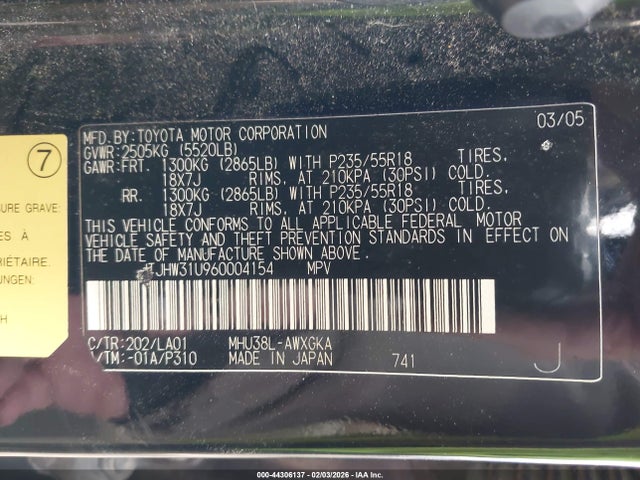 03/05
MFD.BY:TOYOTA MOTOR CORPORATION
GVWR:2505KG (5520LB)
GAWR:FRT. 1300KG (2865LB) WITH P235/55R18 TIRES,
18X7J RIMS, AT 210KPA (30PSI) COLD.
RR. 1300KG (2865LB) WITH P235/55R18 TIRES,
18X7J RIMS, AT 210KPA (30PSI) COLD.
THIS VEHICLE CONFORMS TO ALL APPLICABLE FEDERAL MOTOR
VEHICLE SAFETY AND THEFT PREVENTION STANDARDS IN EFFECT ON
THE DATE OF MANUFACTURE SHOWN ABOVE.
JHW31U960004154 MPV
C/TR:202/LA01 MHU38L-AWXGKA
/TM:-01A/P310 MADE IN JAPAN 741 J
7
URE GRAVE:
ES À
RIÉTAIRE.
UNGEN:
H
000-44306137 - 02/03/2026 - IAA Inc.